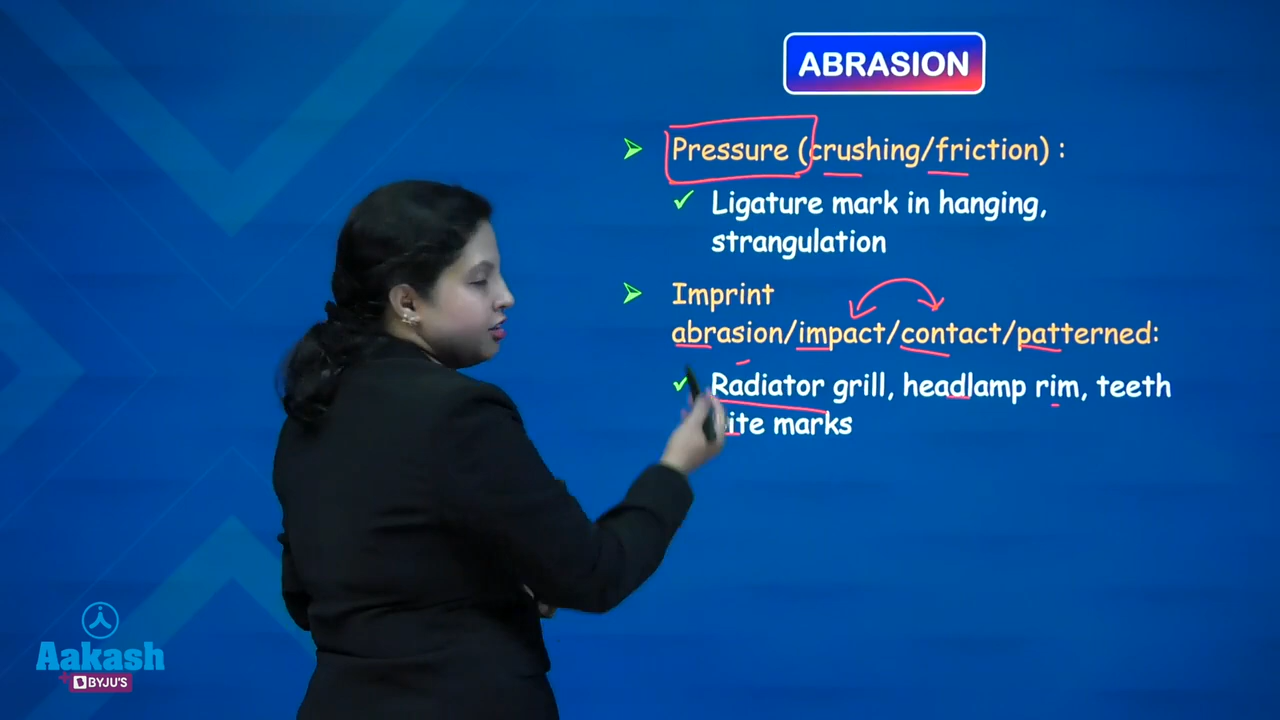 ABRASION
Pressure (crushing/friction) :
Ligature mark in hanging,
strangulation
Imprint
abrasion/impact/contact/patterned:
Radiator grill, headlamp rim, teeth
marks
Aakash
BYJU'S